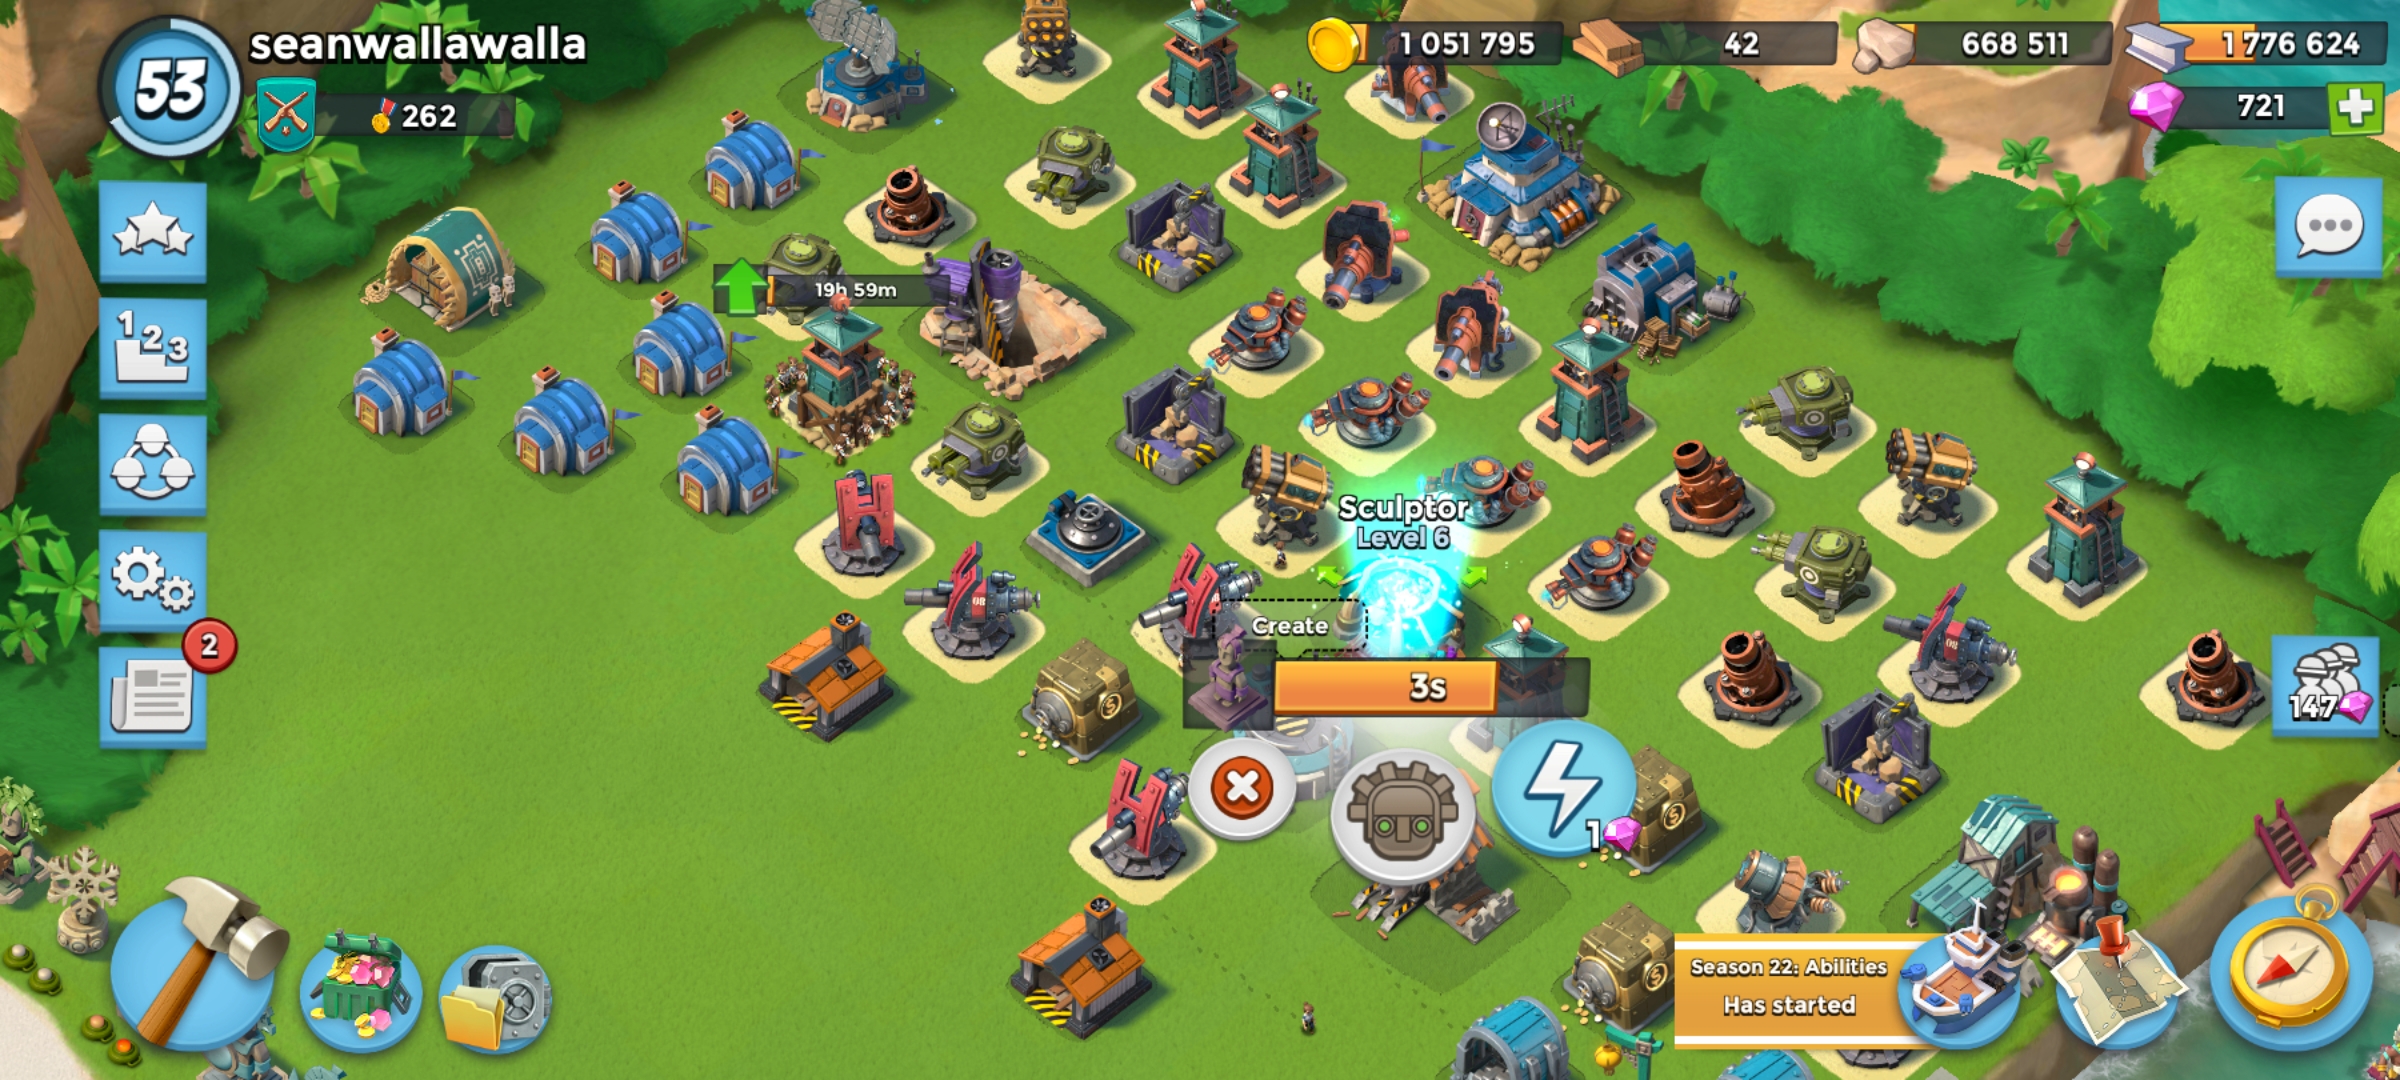 53
seanwallawalla
262
1 051 795
42
668 511
1 776 624
721
123
19h 59m
Sculptor
Level 6
Create
3s
1
2
147
Season 22: Abilities
Has started